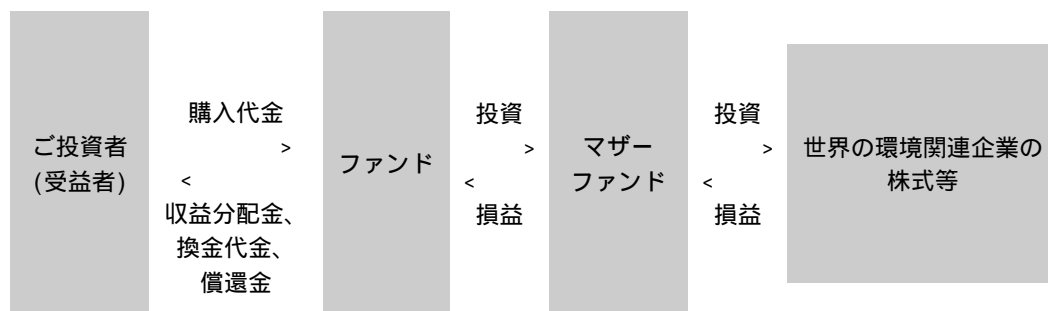 ご投資者
(受益者)
購入代金
>
<
収益分配金、
換金代金、
償還金
ファンド
投資
>
<
損益
マザー
ファンド
投資
>
<
損益
世界の環境関連企業の
株式等